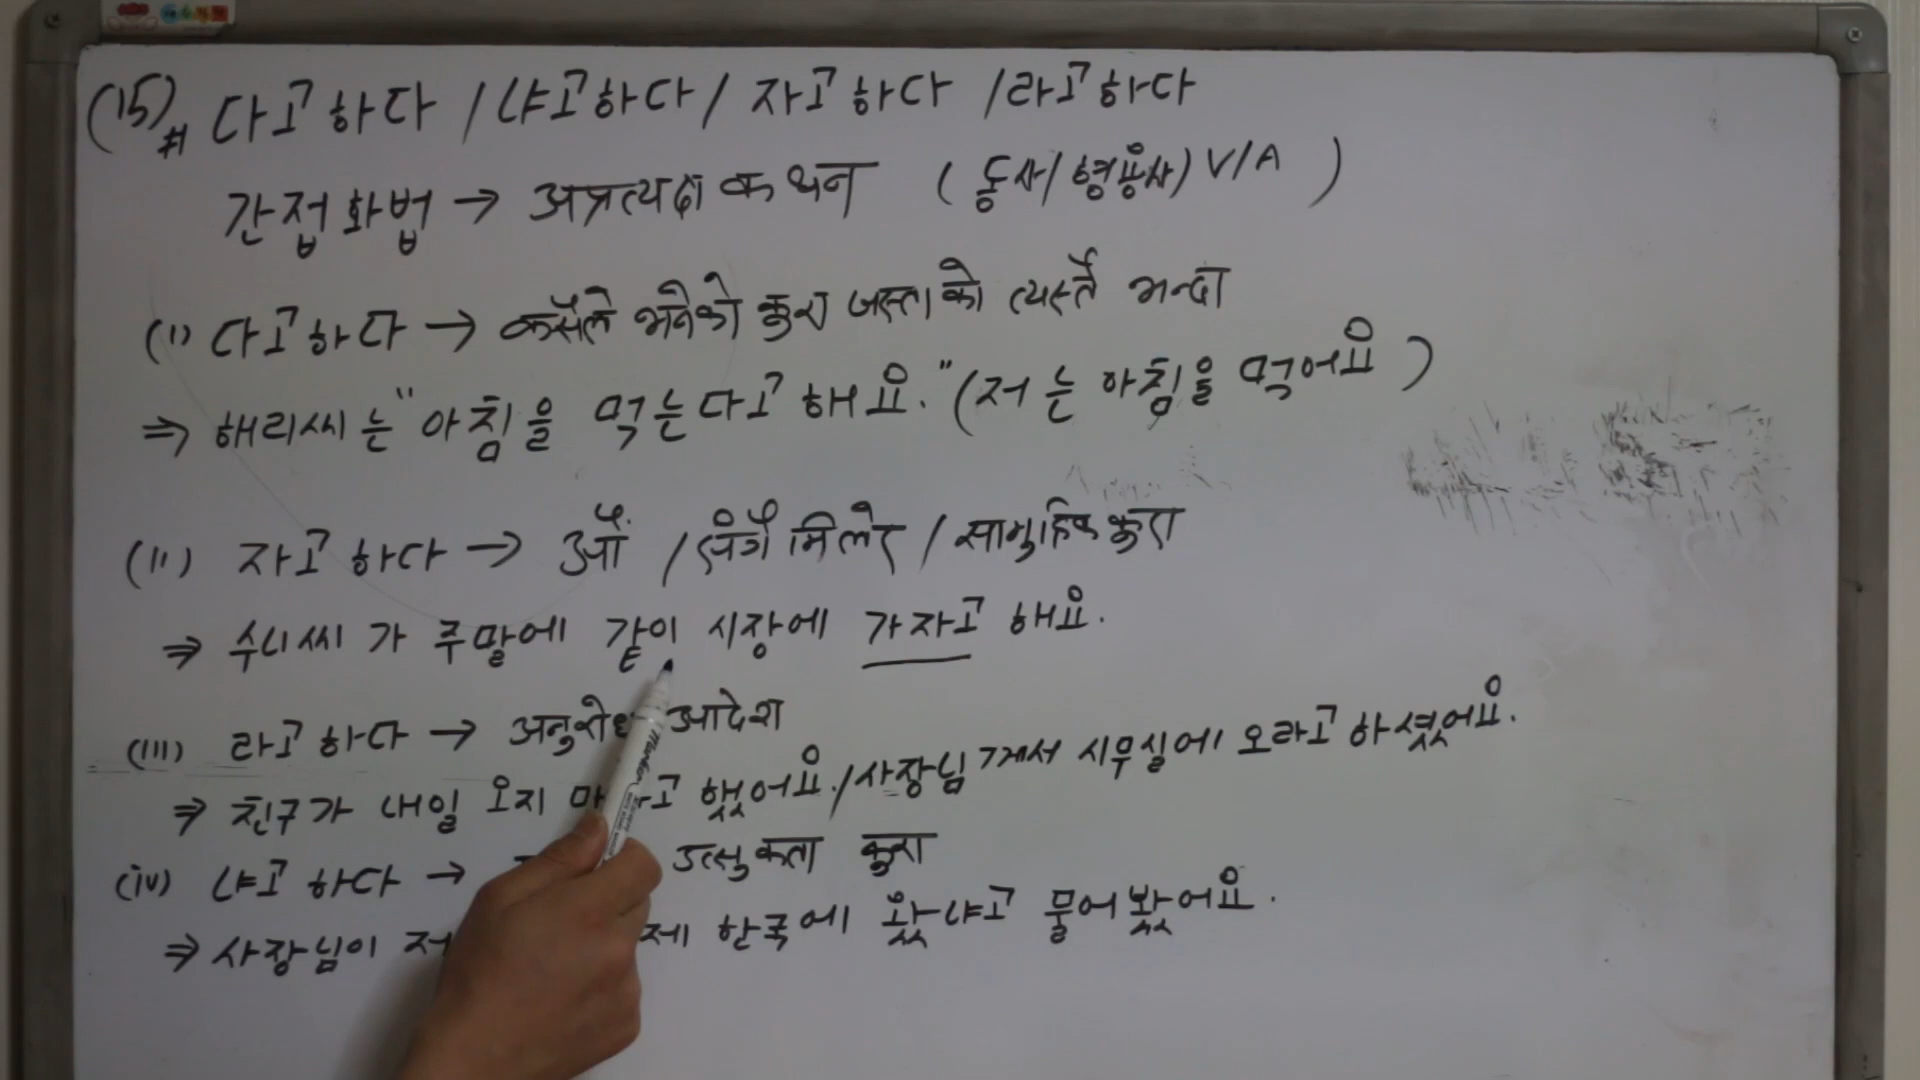 (15) # 다고 하다 / 냐고 하다 / 자고 하다 / 라고 하다
간접화법 → अप्रत्यक्ष कथन ( 동사/형용사) V/A )
(i) 다고 하다 → कसैले भनेको कुरा जस्ताको त्यस्तै भन्दा
⇒ 해리씨는 "아침을 먹는다고 해요." (저는 아침을 먹어요 )
(ii) 자고 하다 → औं / सँगै मिलेर / सामुहिक कुरा
⇒ 수니씨가 주말에 같이 시장에 가자고 해요.
(iii) 라고 하다 → अनुरोध आदेश
⇒ 친구가 내일 오지 고 했어요. / 사장님께서 시무실에 오라고 하셨어요.
(iv) 냐고 하다 → उत्सुकता कुरा
⇒ 사장님이 한국에 왔냐고 물어봤어요.